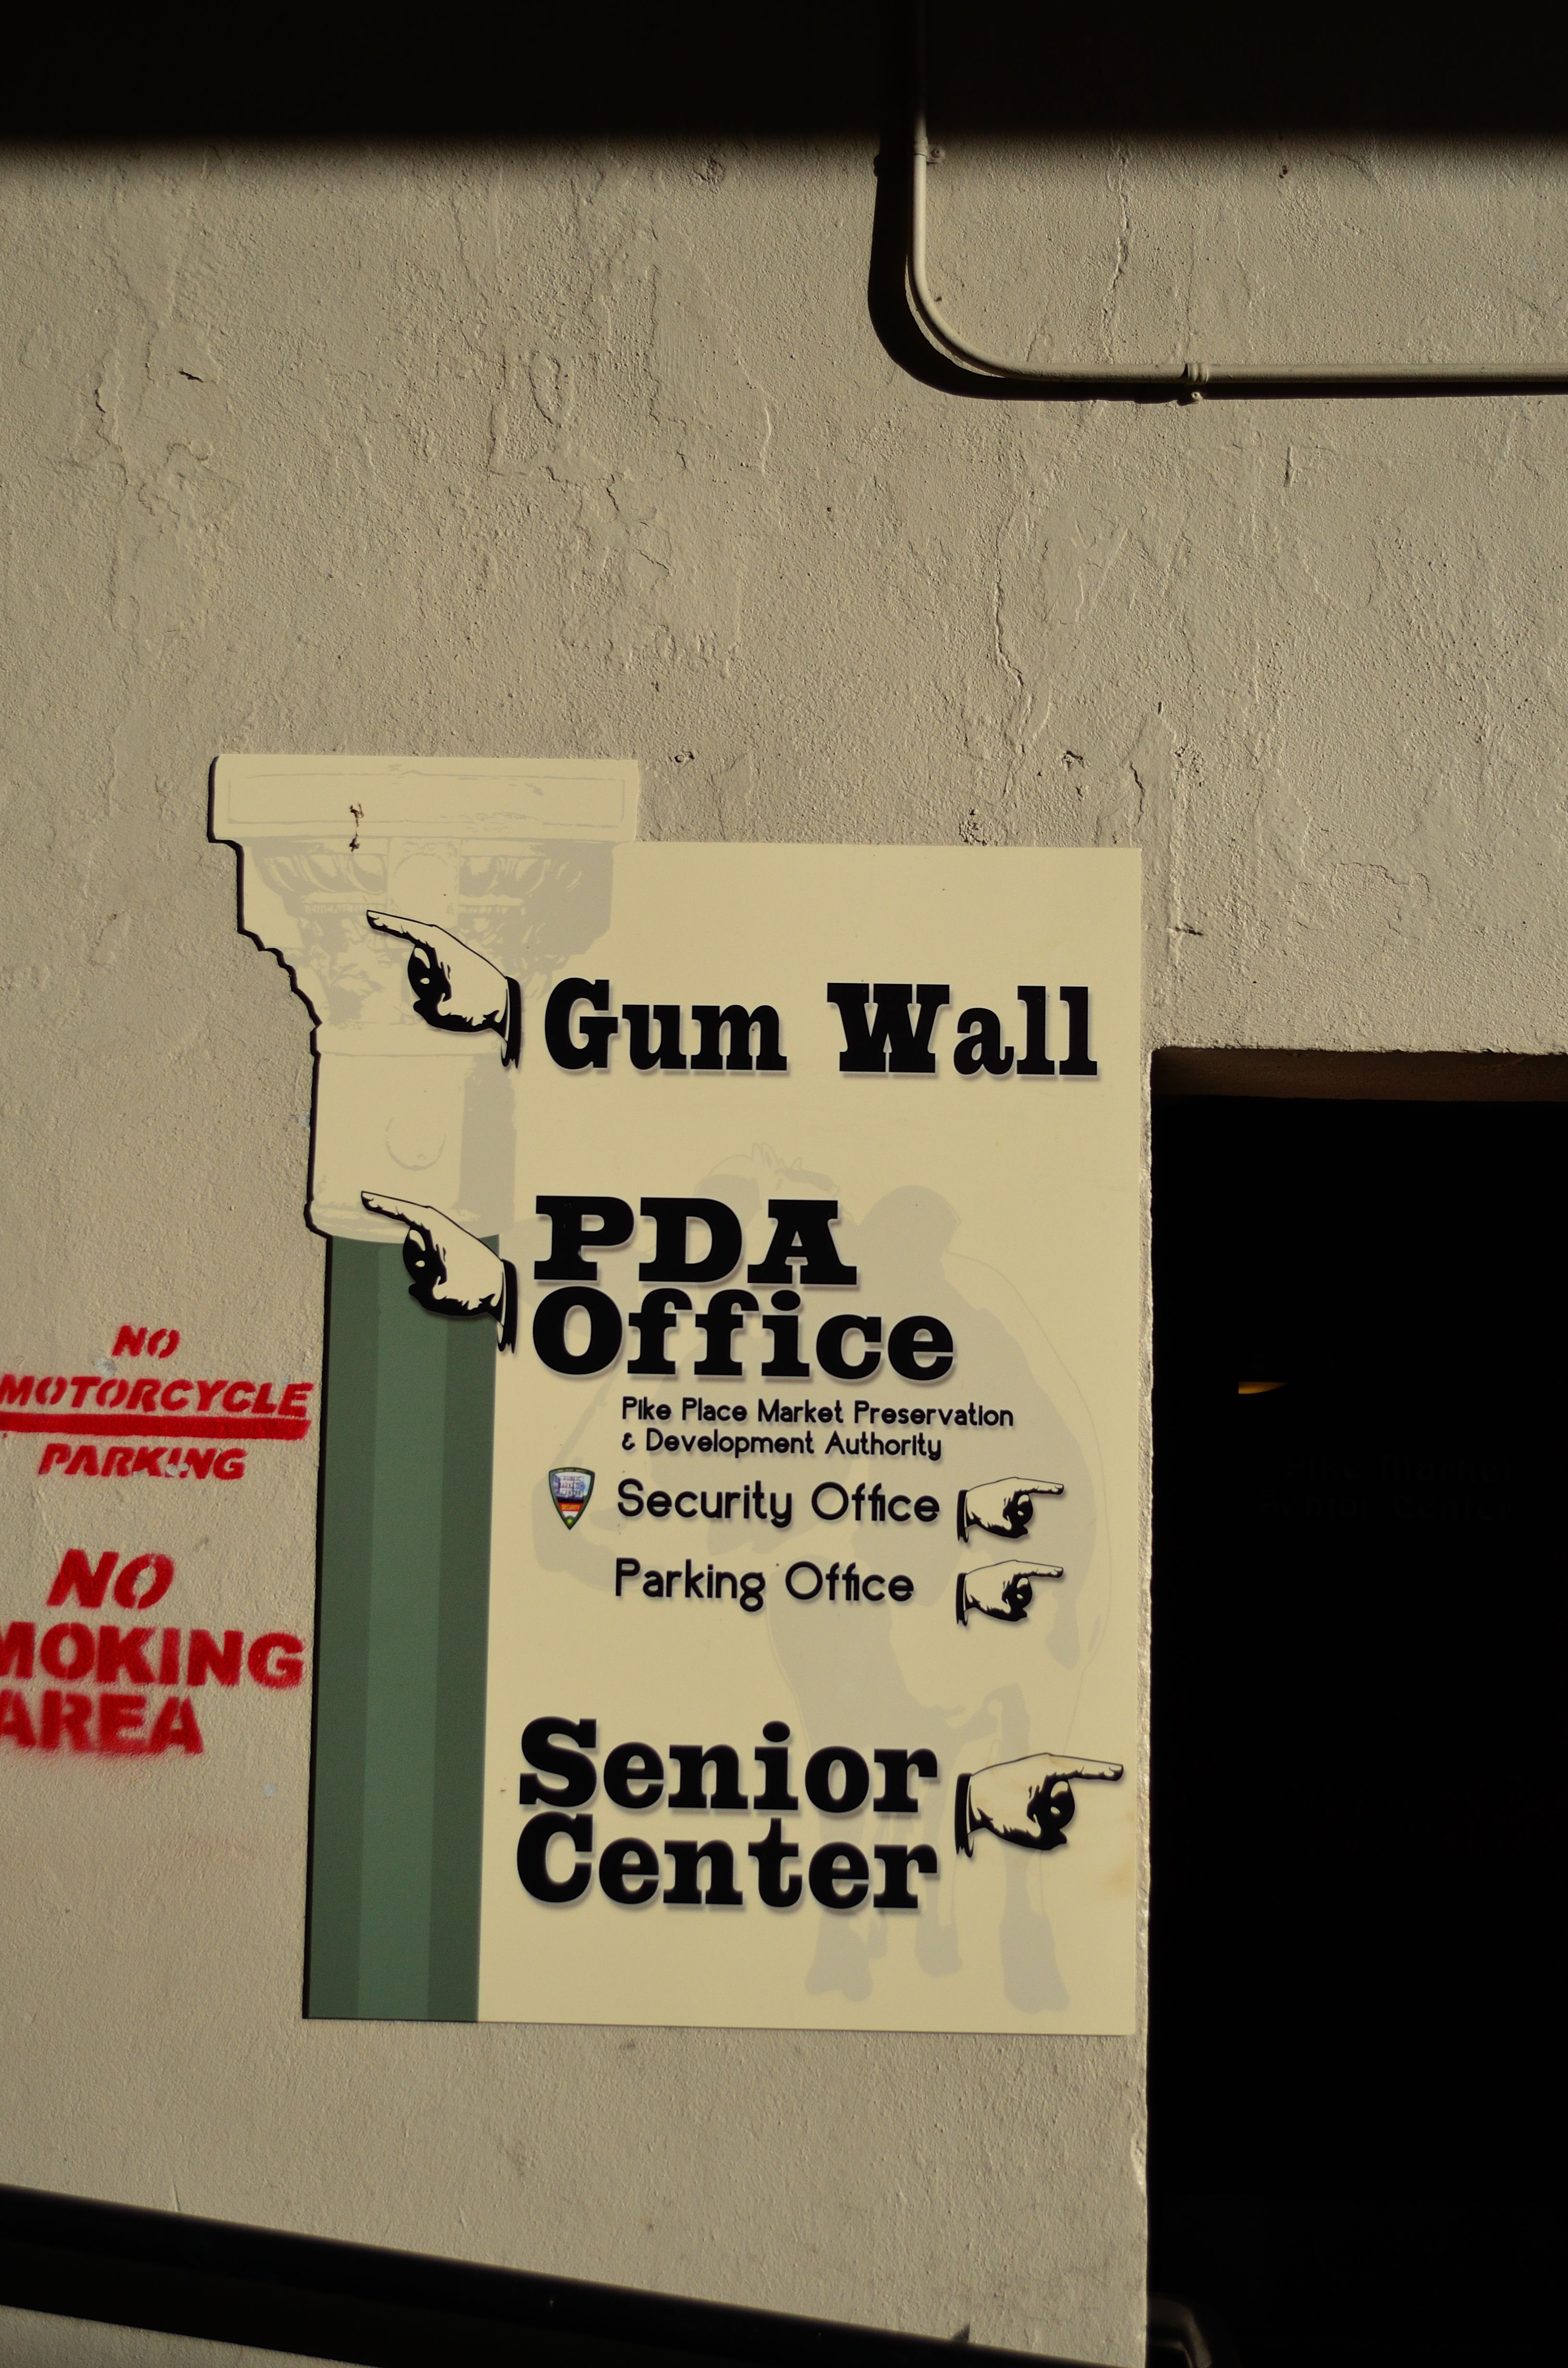 Gum Wall
PDA
Office
Pike Place Market Preservation
& Development Authority
Security Office
Parking Office
Senior
Center
NO
MOTORCYCLE
PARKING
NO
MOKING
AREA